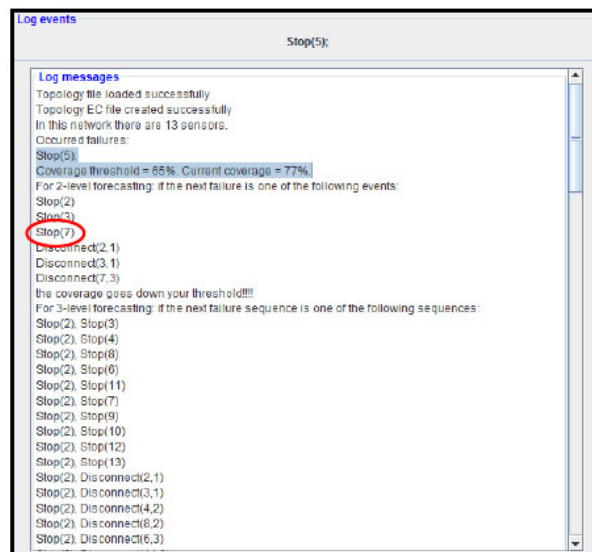 Log events
Stop(5);
Log messages
Topology file loaded successfully
Topology EC file created successfully
In this network there are 13 sensors.
Occurred failures:
Stop(5);
Coverage threshold = 65%. Current coverage = 77%.
For 2-level forecasting: if the next failure is one of the following events:
Stop(2)
Stop(3)
Stop(7)
Disconnect(2,1)
Disconnect(3,1)
Disconnect(7,3)
the coverage goes down your threshold!!!!
For 3-level forecasting: if the next failure sequence is one of the following sequences:
Stop(2), Stop(3)
Stop(2), Stop(4)
Stop(2), Stop(8)
Stop(2), Stop(6)
Stop(2), Stop(11)
Stop(2), Stop(7)
Stop(2), Stop(9)
Stop(2), Stop(10)
Stop(2), Stop(12)
Stop(2), Stop(13)
Stop(2), Disconnect(2,1)
Stop(2), Disconnect(3,1)
Stop(2), Disconnect(4,2)
Stop(2), Disconnect(8,2)
Stop(2), Disconnect(6,3)